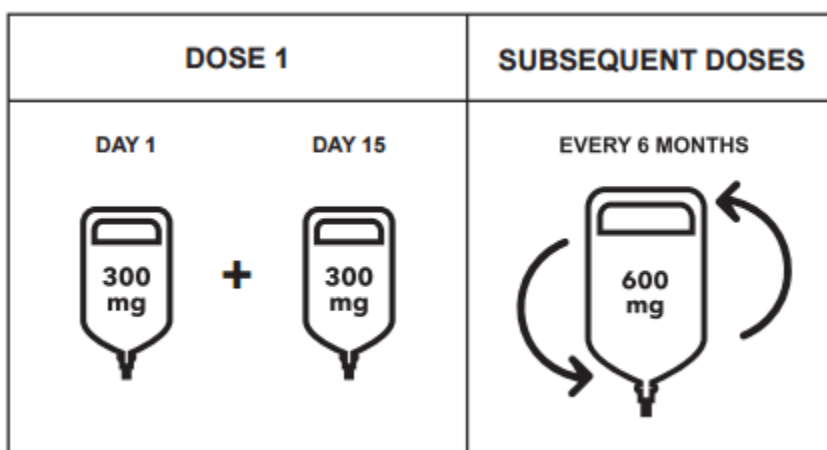 DOSE 1
SUBSEQUENT DOSES
DAY 1
DAY 15
EVERY 6 MONTHS
300
mg
+
300
mg
600
mg